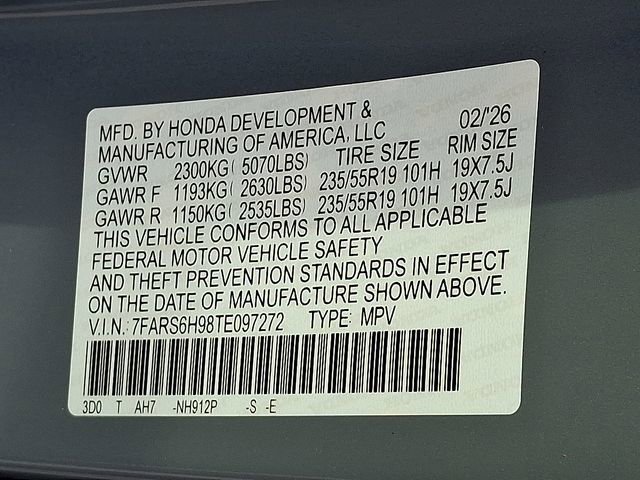 MFD. BY HONDA DEVELOPMENT &
MANUFACTURING OF AMERICA, LLC 02/'26
GVWR 2300KG( 5070LBS) TIRE SIZE RIM SIZE
GAWR F 1193KG( 2630LBS) 235/55R19 101H 19X7.5J
GAWR R 1150KG( 2535LBS) 235/55R19 101H 19X7.5J
THIS VEHICLE CONFORMS TO ALL APPLICABLE
FEDERAL MOTOR VEHICLE SAFETY
AND THEFT PREVENTION STANDARDS IN EFFECT
ON THE DATE OF MANUFACTURE SHOWN ABOVE.
V.I.N.: 7FARS6H98TE097272 TYPE: MPV
3D0 T AH7 -NH912P -S -E